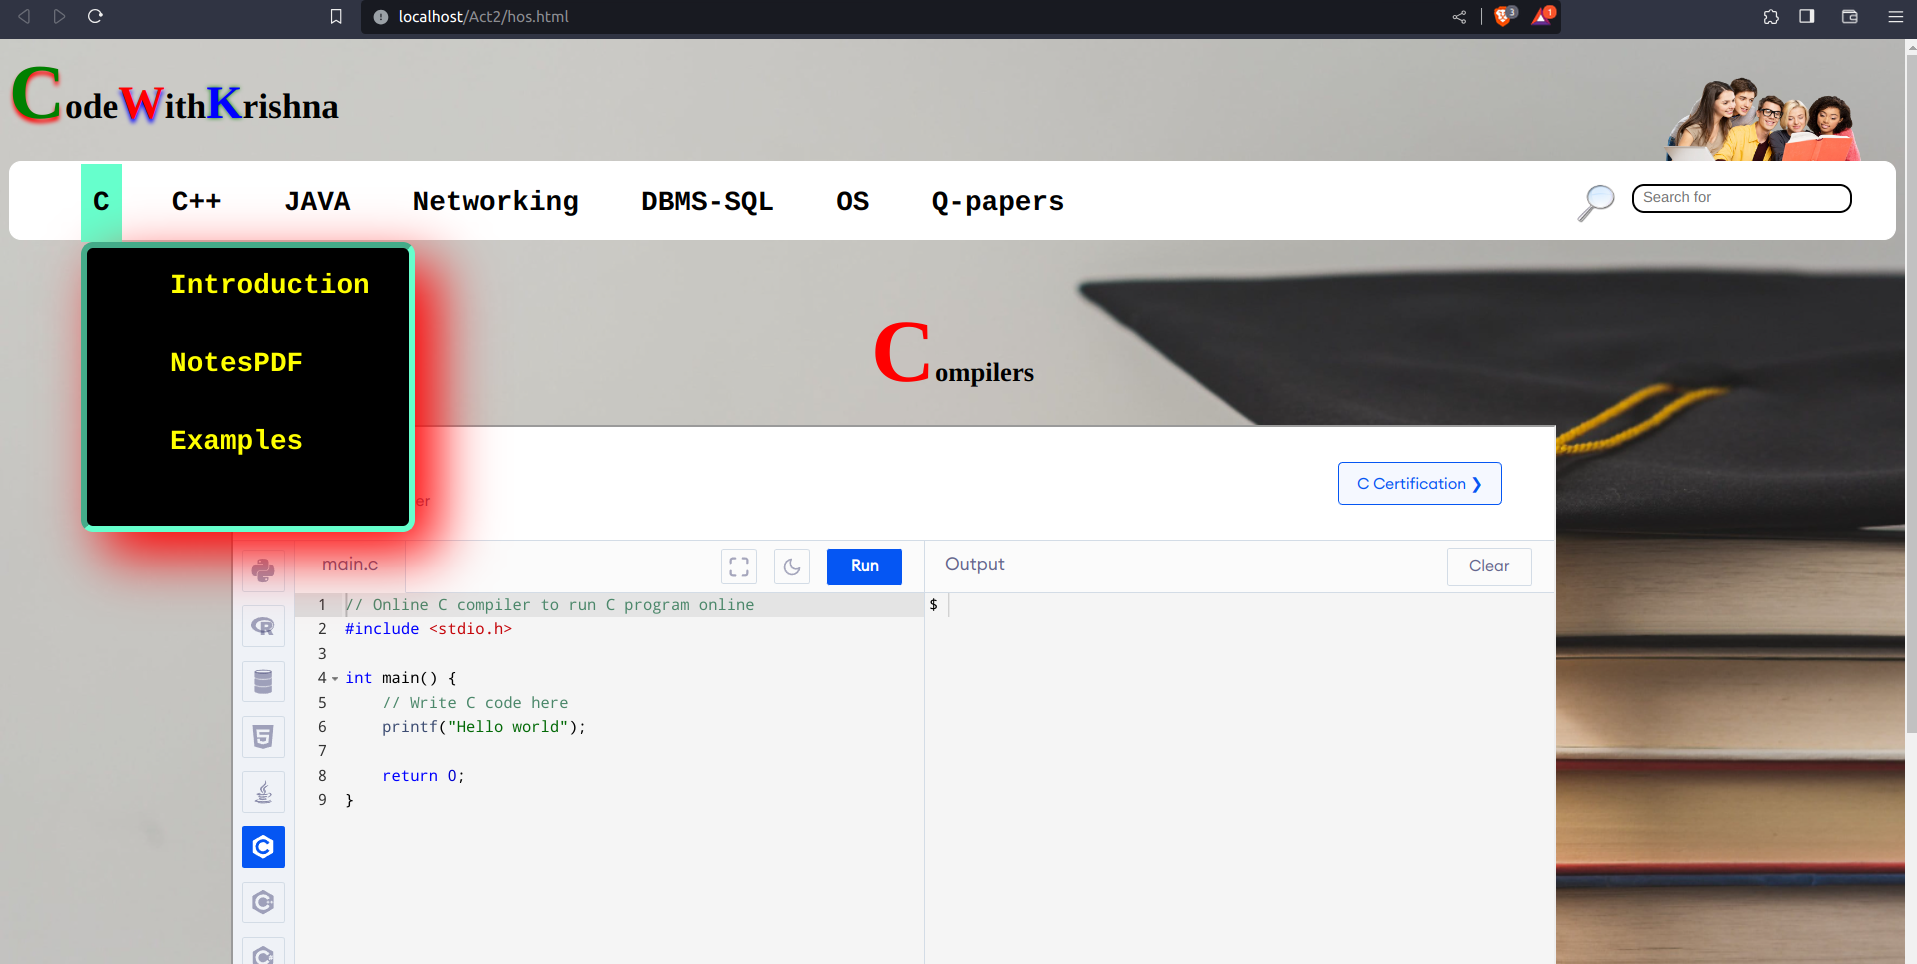 localhost/Act2/hos.html
3
1
CodeWithKrishna
C C++ JAVA Networking DBMS-SQL OS Q-papers
Search for
Introduction
NotesPDF
Examples
Compilers
C Certification ❯
er
main.c
Run
Output
Clear
1 // Online C compiler to run C program online
2 #include <stdio.h>
3
4 int main() {
5 // Write C code here
6 printf("Hello world");
7
8 return 0;
9 }
$